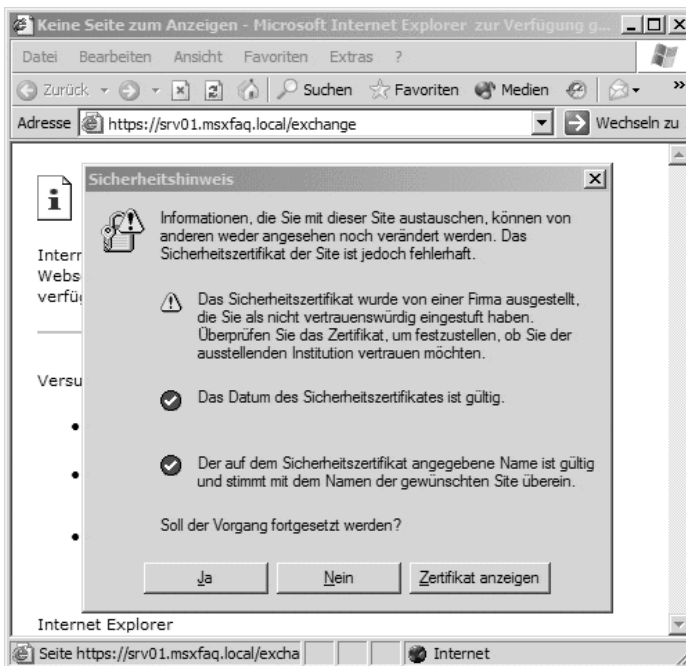 Keine Seite zum Anzeigen - Microsoft Internet Explorer zur Verfügung g...
Datei Bearbeiten Ansicht Favoriten Extras ?
Zurück Suchen Favoriten Medien »
Adresse https://srv01.msxfaq.local/exchange Wechseln zu
Sicherheitshinweis
Informationen, die Sie mit dieser Site austauschen, können von
anderen weder angesehen noch verändert werden. Das
Sicherheitszertifikat der Site ist jedoch fehlerhaft.
Das Sicherheitszertifikat wurde von einer Firma ausgestellt,
die Sie als nicht vertrauenswürdig eingestuft haben.
Überprüfen Sie das Zertifikat, um festzustellen, ob Sie der
ausstellenden Institution vertrauen möchten.
Das Datum des Sicherheitszertifikates ist gültig.
Der auf dem Sicherheitszertifikat angegebene Name ist gültig
und stimmt mit dem Namen der gewünschten Site überein.
Soll der Vorgang fortgesetzt werden?
Ja Nein Zertifikat anzeigen
Internet Explorer
Seite https://srv01.msxfaq.local/excha Internet